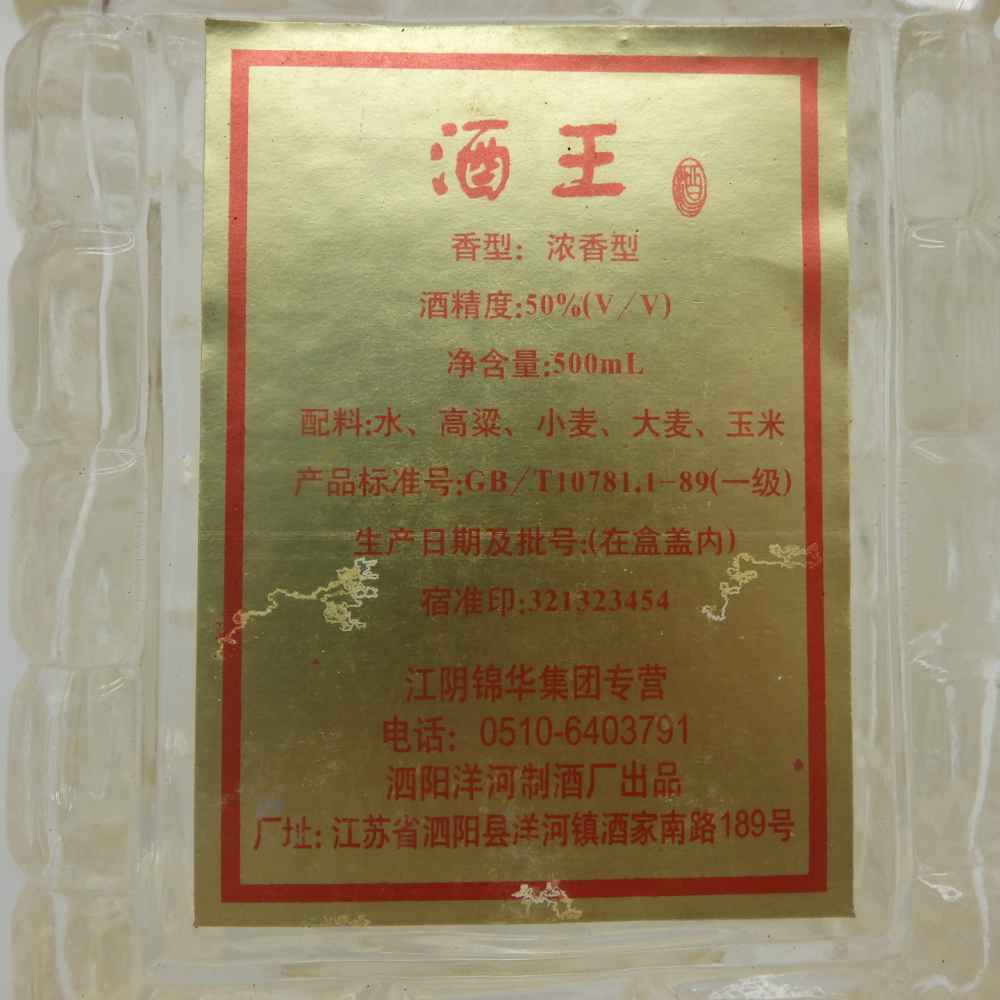 酒王 酒
香型：浓香型
酒精度:50%(V/V)
净含量:500mL
配料:水、高粱、小麦、大麦、玉米
产品标准号:GB/T10781.1-89(一级)
生产日期及批号:(在盒盖内)
宿准印:321323454
江阴锦华集团专营
电话：0510-6403791
泗阳洋河制酒厂出品
厂址：江苏省泗阳县洋河镇酒家南路189号